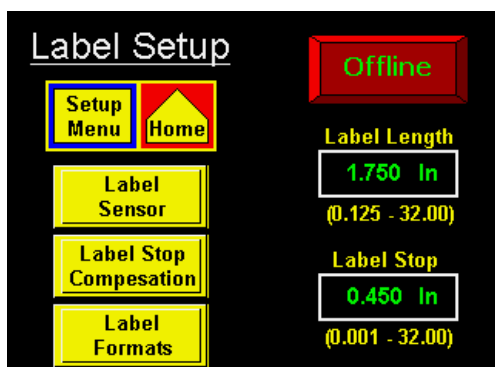 Label Setup
Offline
Setup
Menu
Home
Label Length
1.750 In
(0.125 - 32.00)
Label
Sensor
Label Stop
Compesation
Label Stop
0.450 In
(0.001 - 32.00)
Label
Formats